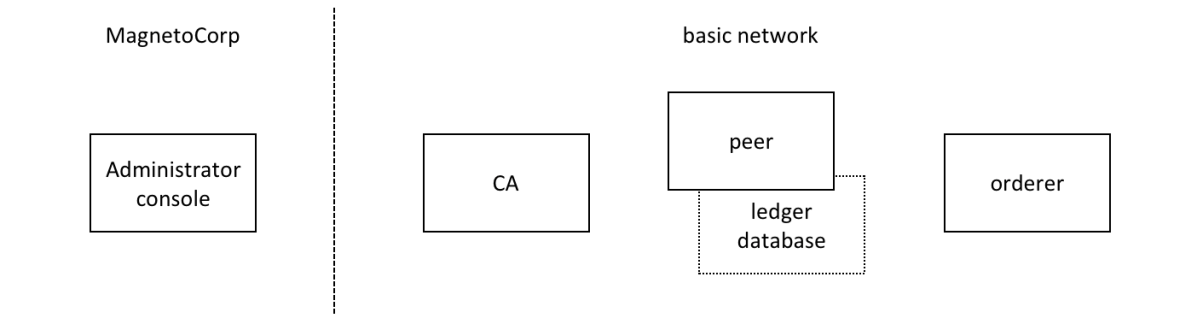 MagnetoCorp
basic network
Administrator
console
CA
peer
ledger
database
orderer